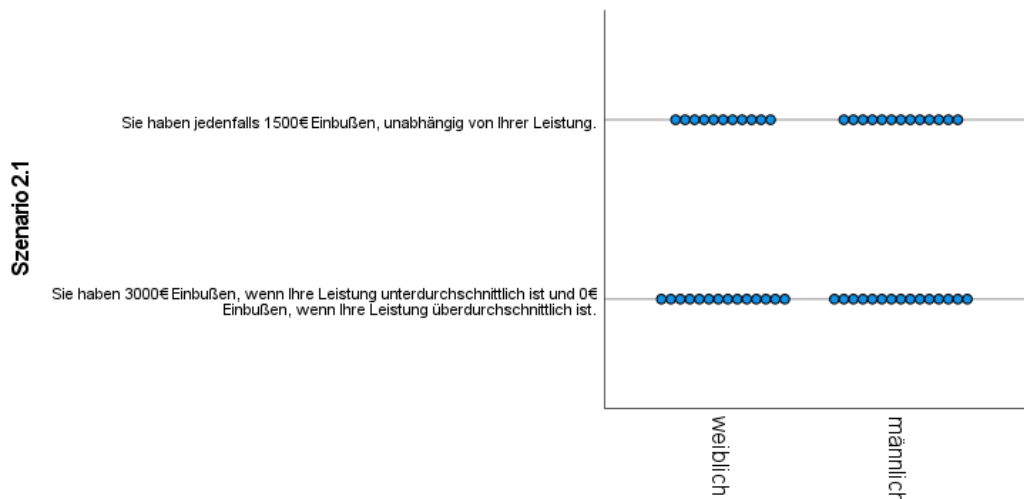 Szenario 2.1
Sie haben jedenfalls 1500€ Einbußen, unabhängig von Ihrer Leistung.
Sie haben 3000€ Einbußen, wenn Ihre Leistung unterdurchschnittlich ist und 0€
Einbußen, wenn Ihre Leistung überdurchschnittlich ist.
weiblich
männlich